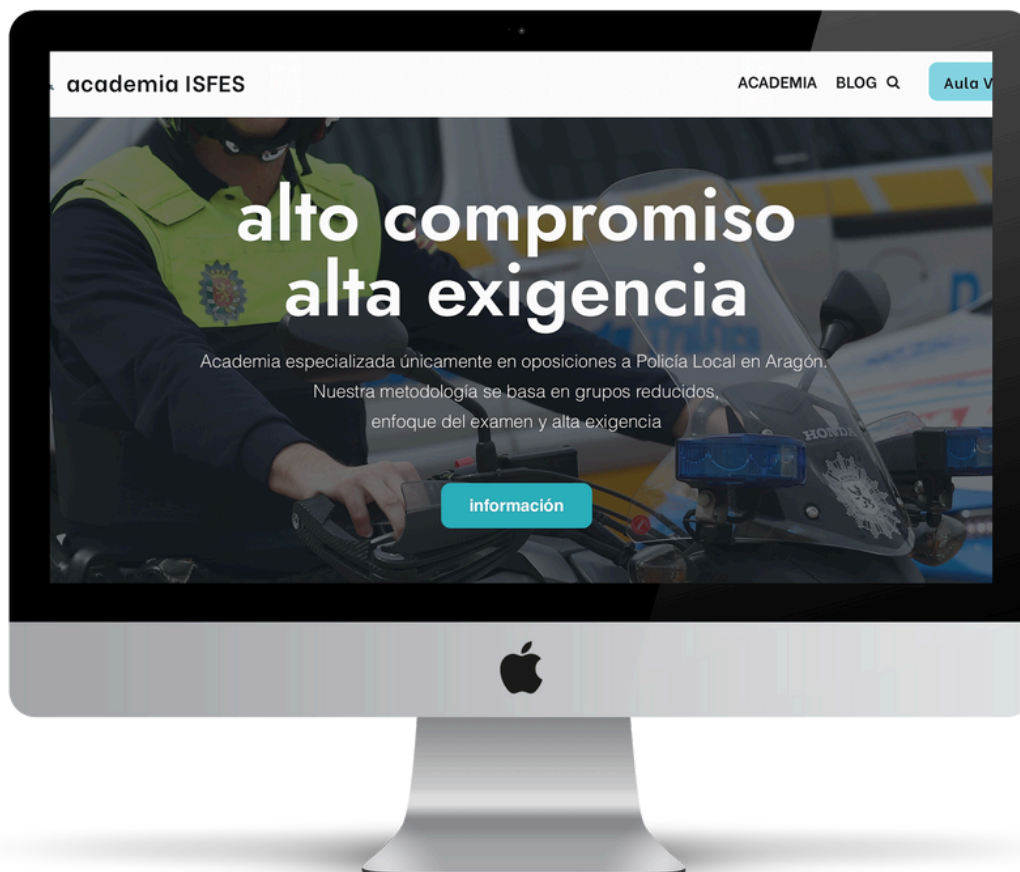 academia ISFES
ACADEMIA BLOG
Aula V
alto compromiso
alta exigencia
Academia especializada únicamente en oposiciones a Policía Local en Aragón.
Nuestra metodología se basa en grupos reducidos,
enfoque del examen y alta exigencia
HONDA
información